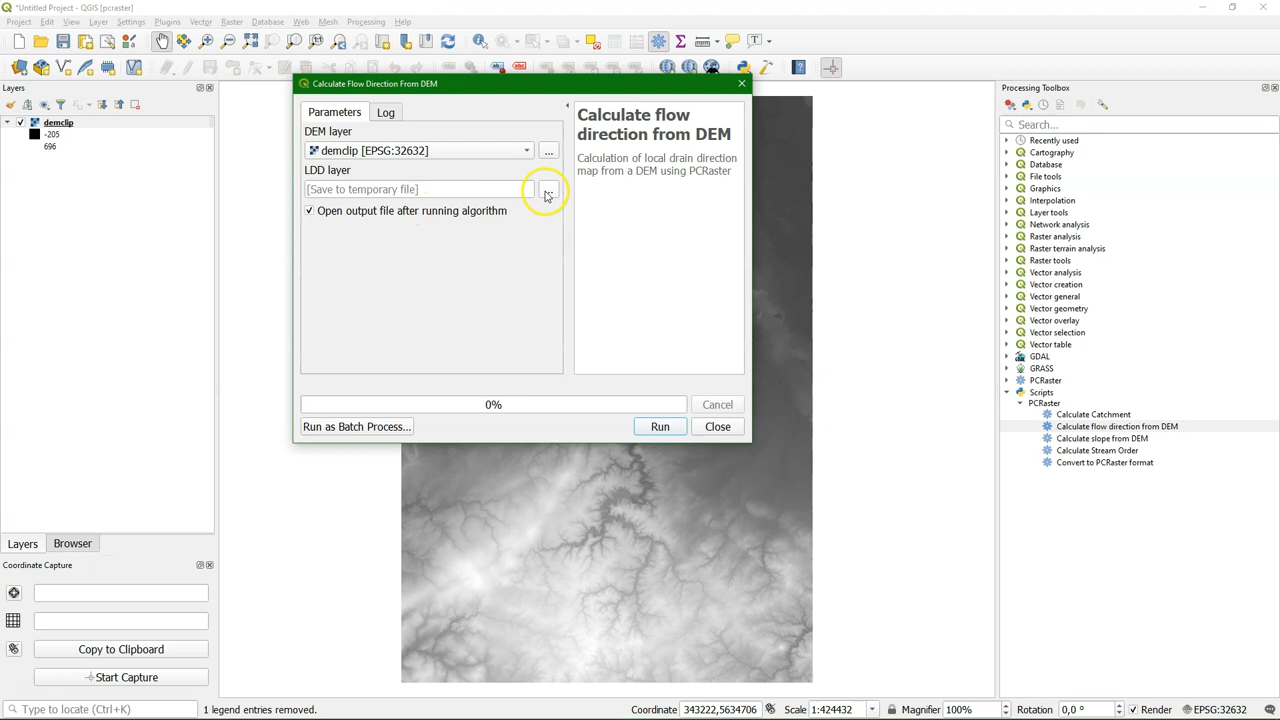 *Untitled Project - QGIS [pcraster]
Project Edit View Layer Settings Plugins Vector Raster Database Web Mesh Processing Help
Layers
demclip
-205
696
Layers Browser
Coordinate Capture
Copy to Clipboard
Start Capture
Calculate Flow Direction From DEM
Parameters Log
DEM layer
demclip [EPSG:32632]
...
LDD layer
[Save to temporary file]
Open output file after running algorithm
Calculate flow
direction from DEM
Calculation of local drain direction
map from a DEM using PCRaster
0%
Cancel
Run as Batch Process...
Run
Close
Processing Toolbox
Search...
Recently used
Cartography
Database
File tools
Graphics
Interpolation
Layer tools
Network analysis
Raster analysis
Raster terrain analysis
Raster tools
Vector analysis
Vector creation
Vector general
Vector geometry
Vector overlay
Vector selection
Vector table
GDAL
GRASS
PCRaster
Scripts
PCRaster
Calculate Catchment
Calculate flow direction from DEM
Calculate slope from DEM
Calculate Stream Order
Convert to PCRaster format
Type to locate (Ctrl+K) 1 legend entries removed. Coordinate 343222,5634706 Scale 1:424432 Magnifier 100% Rotation 0,0 ° Render EPSG:32632